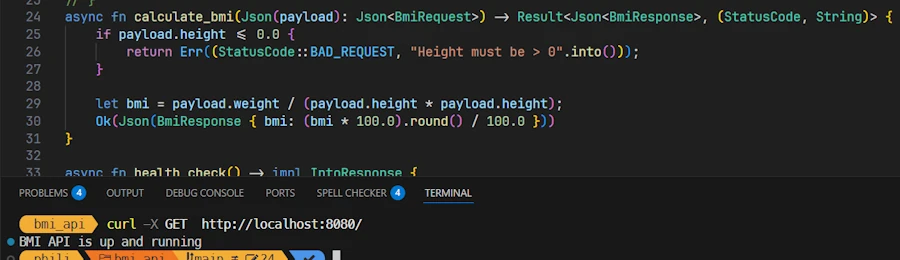 // }
24 async fn calculate_bmi(Json(payload): Json<BmiRequest>) -> Result<Json<BmiResponse>, (StatusCode, String)> {
25 if payload.height <= 0.0 {
26 return Err((StatusCode::BAD_REQUEST, "Height must be > 0".into()));
27 }
28
29 let bmi = payload.weight / (payload.height * payload.height);
30 Ok(Json(BmiResponse { bmi: (bmi * 100.0).round() / 100.0 }))
31 }
32
33 async fn health_check() -> impl IntoResponse {
PROBLEMS 4 OUTPUT DEBUG CONSOLE PORTS SPELL CHECKER 4 TERMINAL
bmi_api curl -X GET http://localhost:8080/
BMI API is up and running
phili bmi_api main 24